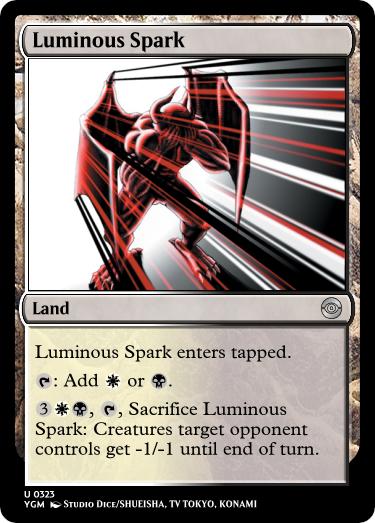 Luminous Spark
Land
Luminous Spark enters tapped.
: Add or .
3 , , Sacrifice Luminous
Spark: Creatures target opponent
controls get -1/-1 until end of turn.
U 0323
YGM Studio Dice/SHUEISHA, TV TOKYO, KONAMI